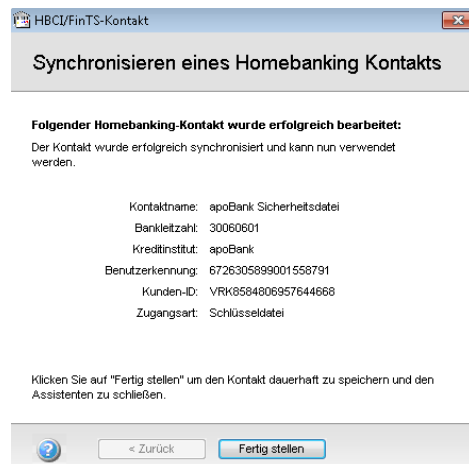 HBCI/FinTS-Kontakt
Synchronisieren eines Homebanking Kontakts
Folgender Homebanking-Kontakt wurde erfolgreich bearbeitet:
Der Kontakt wurde erfolgreich synchronisiert und kann nun verwendet
werden.
Kontaktname: apoBank Sicherheitsdatei
Bankleitzahl: 30060601
Kreditinstitut: apoBank
Benutzerkennung: 6726305899001558791
Kunden-ID: VRK8584806957644668
Zugangsart: Schlüsseldatei
Klicken Sie auf "Fertig stellen" um den Kontakt dauerhaft zu speichern und den
Assistenten zu schließen.
? < Zurück Fertig stellen